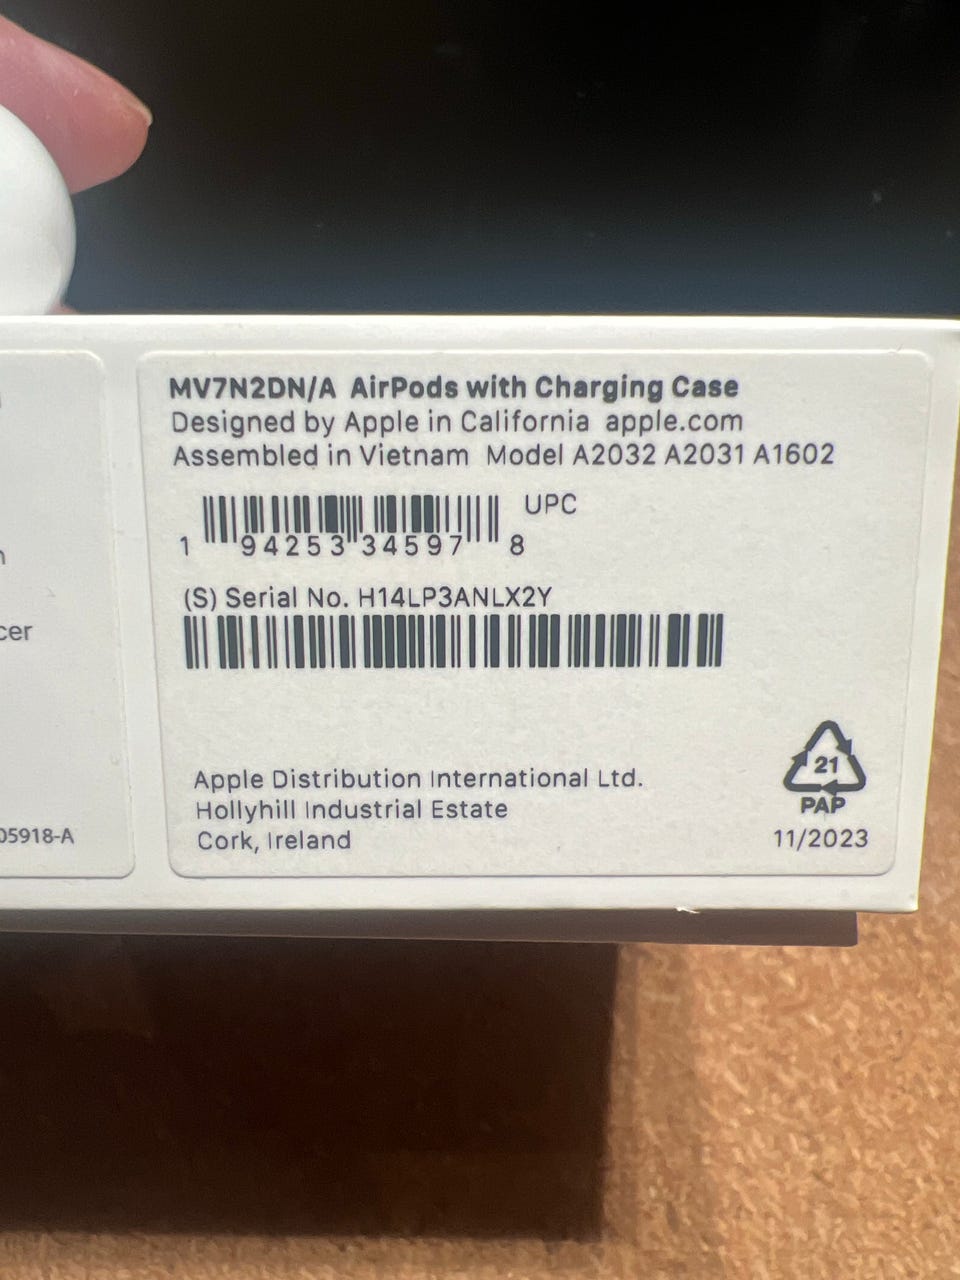 MV7N2DN/A AirPods with Charging Case
Designed by Apple in California apple.com
Assembled in Vietnam Model A2032 A2031 A1602
UPC
1 94253 34597 8
(S) Serial No. H14LP3ANLX2Y
21
PAP
Apple Distribution International Ltd.
Hollyhill Industrial Estate
Cork, Ireland
11/2023
05918-A